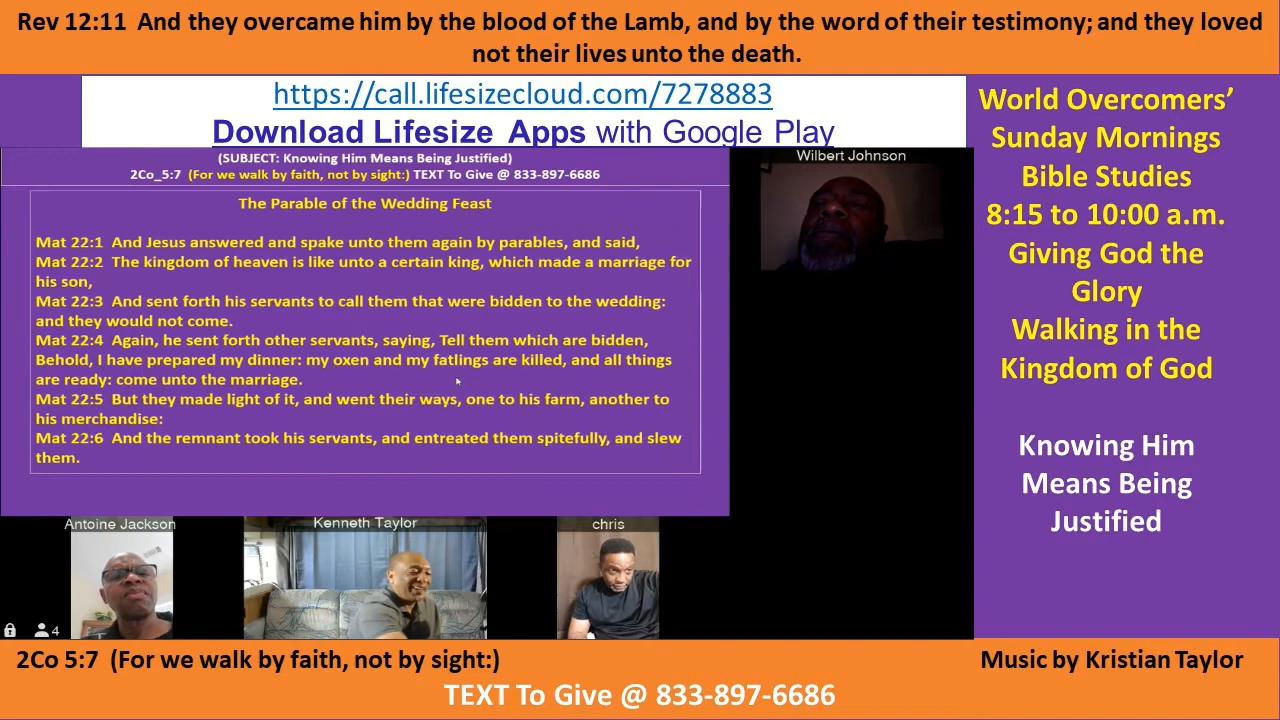 Rev 12:11  And they overcame him by the blood of the Lamb, and by the word of their testimony; and they loved
not their lives unto the death.
https://call.lifesizecloud.com/7278883
Download Lifesize Apps with Google Play
(SUBJECT: Knowing Him Means Being Justified)
2Co_5:7 (For we walk by faith, not by sight:) TEXT To Give @ 833-897-6686
The Parable of the Wedding Feast
Mat 22:1  And Jesus answered and spake unto them again by parables, and said,
Mat 22:2  The kingdom of heaven is like unto a certain king, which made a marriage for
his son,
Mat 22:3  And sent forth his servants to call them that were bidden to the wedding:
and they would not come.
Mat 22:4  Again, he sent forth other servants, saying, Tell them which are bidden,
Behold, I have prepared my dinner: my oxen and my fatlings are killed, and all things
are ready: come unto the marriage.
Mat 22:5  But they made light of it, and went their ways, one to his farm, another to
his merchandise:
Mat 22:6  And the remnant took his servants, and entreated them spitefully, and slew
them.
Wilbert Johnson
World Overcomers’
Sunday Mornings
Bible Studies
8:15 to 10:00 a.m.
Giving God the
Glory
Walking in the
Kingdom of God
Knowing Him
Means Being
Justified
Antoine Jackson
Kenneth Taylor
chris
4
2Co 5:7  (For we walk by faith, not by sight:)
Music by Kristian Taylor
TEXT To Give @ 833-897-6686